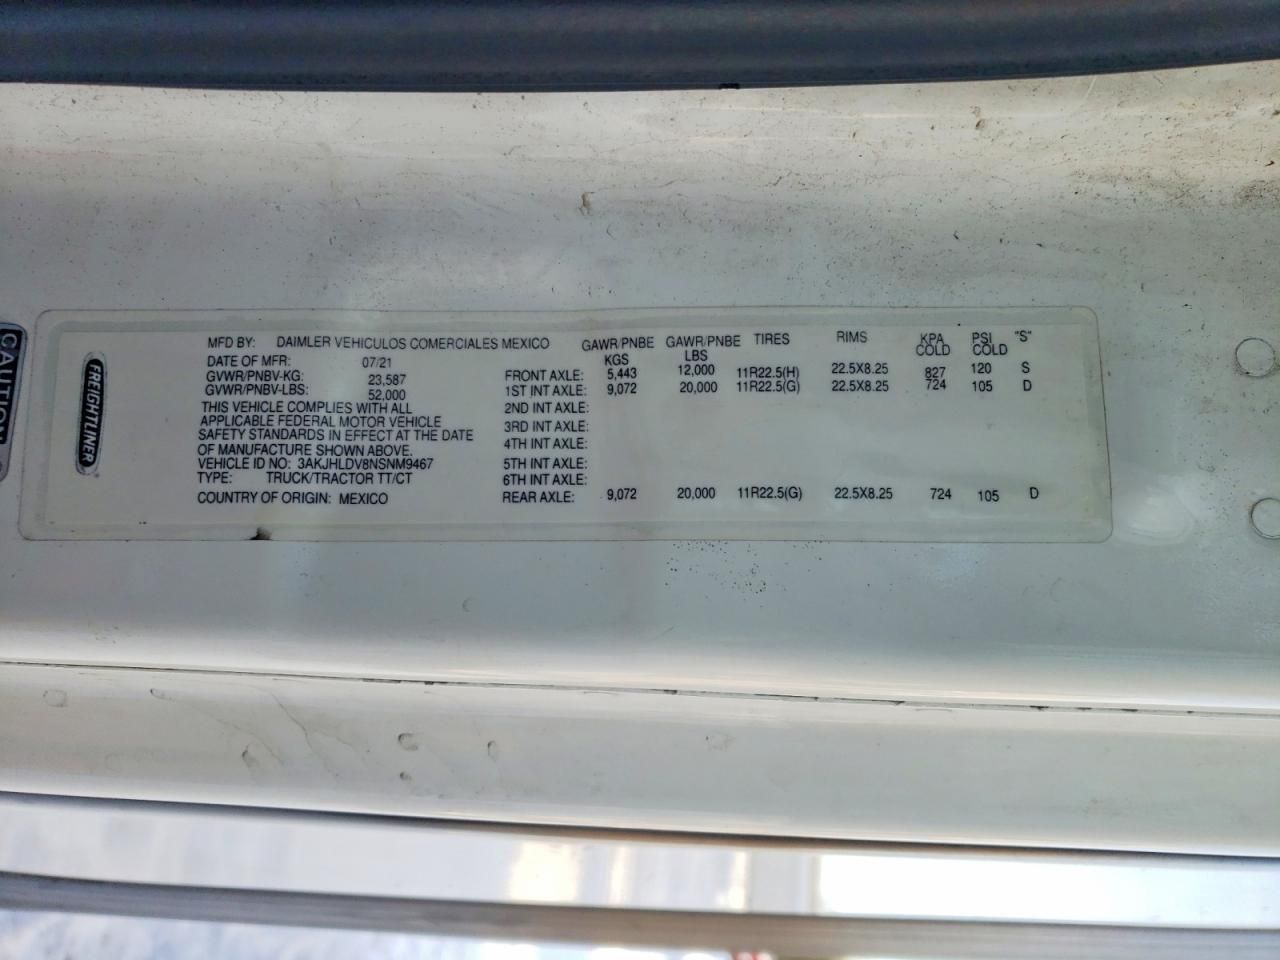 CAUTION
FREIGHTLINER
MFD BY: DAIMLER VEHICULOS COMERCIALES MEXICO
DATE OF MFR: 07/21
GVWR/PNBV-KG: 23,587
GVWR/PNBV-LBS: 52,000
THIS VEHICLE COMPLIES WITH ALL
APPLICABLE FEDERAL MOTOR VEHICLE
SAFETY STANDARDS IN EFFECT AT THE DATE
OF MANUFACTURE SHOWN ABOVE.
VEHICLE ID NO: 3AKJHLDV8NSNM9467
TYPE: TRUCK/TRACTOR TT/CT
COUNTRY OF ORIGIN: MEXICO
GAWR/PNBE GAWR/PNBE TIRES RIMS KPA PSI "S"
KGS LBS COLD COLD
FRONT AXLE: 5,443 12,000 11R22.5(H) 22.5X8.25 827 120 S
1ST INT AXLE: 9,072 20,000 11R22.5(G) 22.5X8.25 724 105 D
2ND INT AXLE:
3RD INT AXLE:
4TH INT AXLE:
5TH INT AXLE:
6TH INT AXLE:
REAR AXLE: 9,072 20,000 11R22.5(G) 22.5X8.25 724 105 D